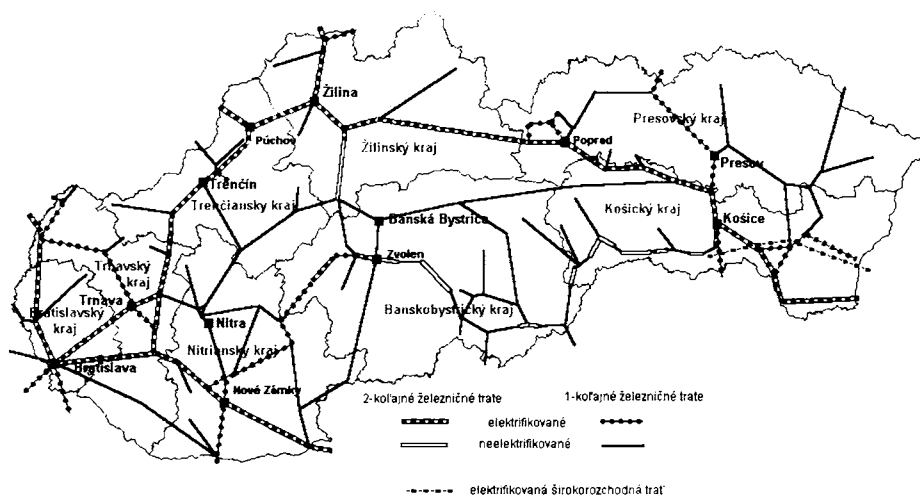 Žilina
Púchov
Žilinský kraj
Poprad
Prešovský kraj
Prešov
Trenčín
Trenčiansky kraj
Banská Bystrica
Košický kraj
Košice
Zvolen
Trnavský
kraj
Trnava
Bratislavský
kraj
Nitra
Nitriansky kraj
Banskobystrický kraj
Bratislava
Nové Zámky
2-koľajné železničné trate
1-koľajné železničné trate
elektrifikované
neelektrifikované
elektrifikovaná širokorozchodná trať